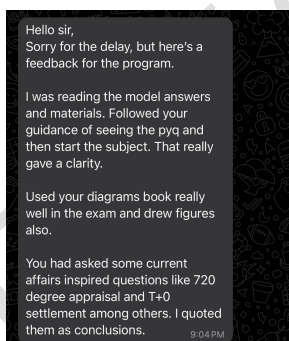 Hello sir,
Sorry for the delay, but here's a
feedback for the program.
I was reading the model answers
and materials. Followed your
guidance of seeing the pyq and
then start the subject. That really
gave a clarity.
Used your diagrams book really
well in the exam and drew figures
also.
You had asked some current
affairs inspired questions like 720
degree appraisal and T+0
settlement among others. I quoted
them as conclusions.
9:04 PM